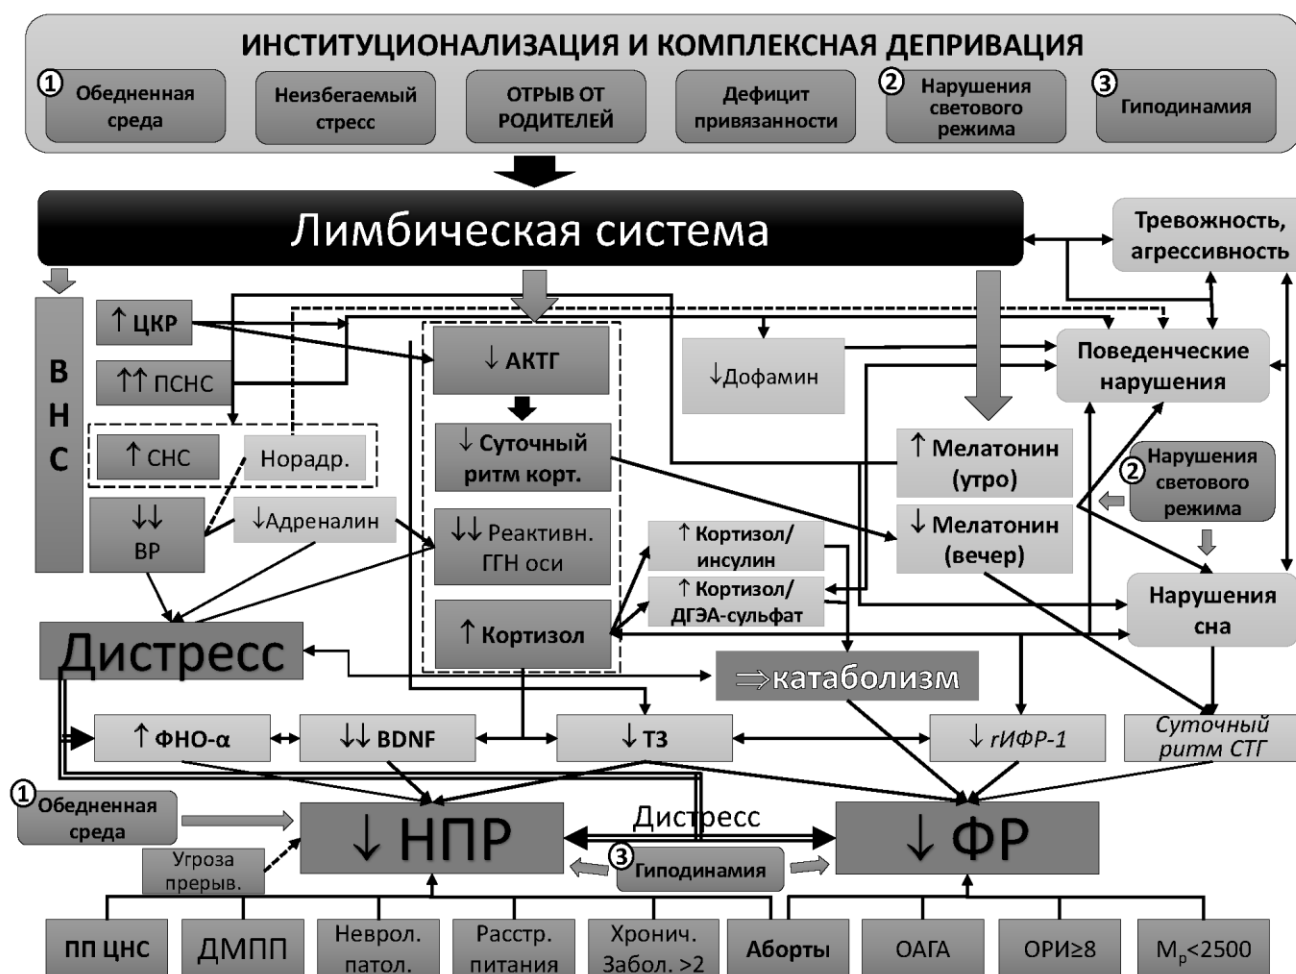 ИНСТИТУЦИОНАЛИЗАЦИЯ И КОМПЛЕКСНАЯ ДЕПРИВАЦИЯ
1
Обедненная
среда
Неизбегаемый
стресс
ОТРЫВ ОТ
РОДИТЕЛЕЙ
Дефицит
привязанности
2
Нарушения
светового
режима
3
Гиподинамия
Лимбическая система
Тревожность,
агрессивность
В
Н
С
↑ ЦКР
↑↑ ПСНС
↑ СНС
Норадр.
↓↓
ВР
↓Адреналин
↓ АКТГ
↓ Суточный
ритм корт.
↓↓ Реактивн.
ГГН оси
↑ Кортизол
↓Дофамин
Поведенческие
нарушения
↑ Мелатонин
(утро)
↓ Мелатонин
(вечер)
2
Нарушения
светового
режима
↑ Кортизол/
инсулин
↑ Кортизол/
ДГЭА-сульфат
Нарушения
сна
Дистресс
⇒катаболизм
↑ ФНО-α
↓↓ BDNF
↓ Т3
↓ rИФР-1
Суточный
ритм СТГ
1
Обедненная
среда
↓ НПР
Дистресс
↓ ФР
Угроза
прерыв.
3
Гиподинамия
ПП ЦНС
ДМПП
Неврол.
патол.
Расстр.
питания
Хронич.
Забол. >2
Аборты
ОАГА
ОРИ≥8
Мр<2500